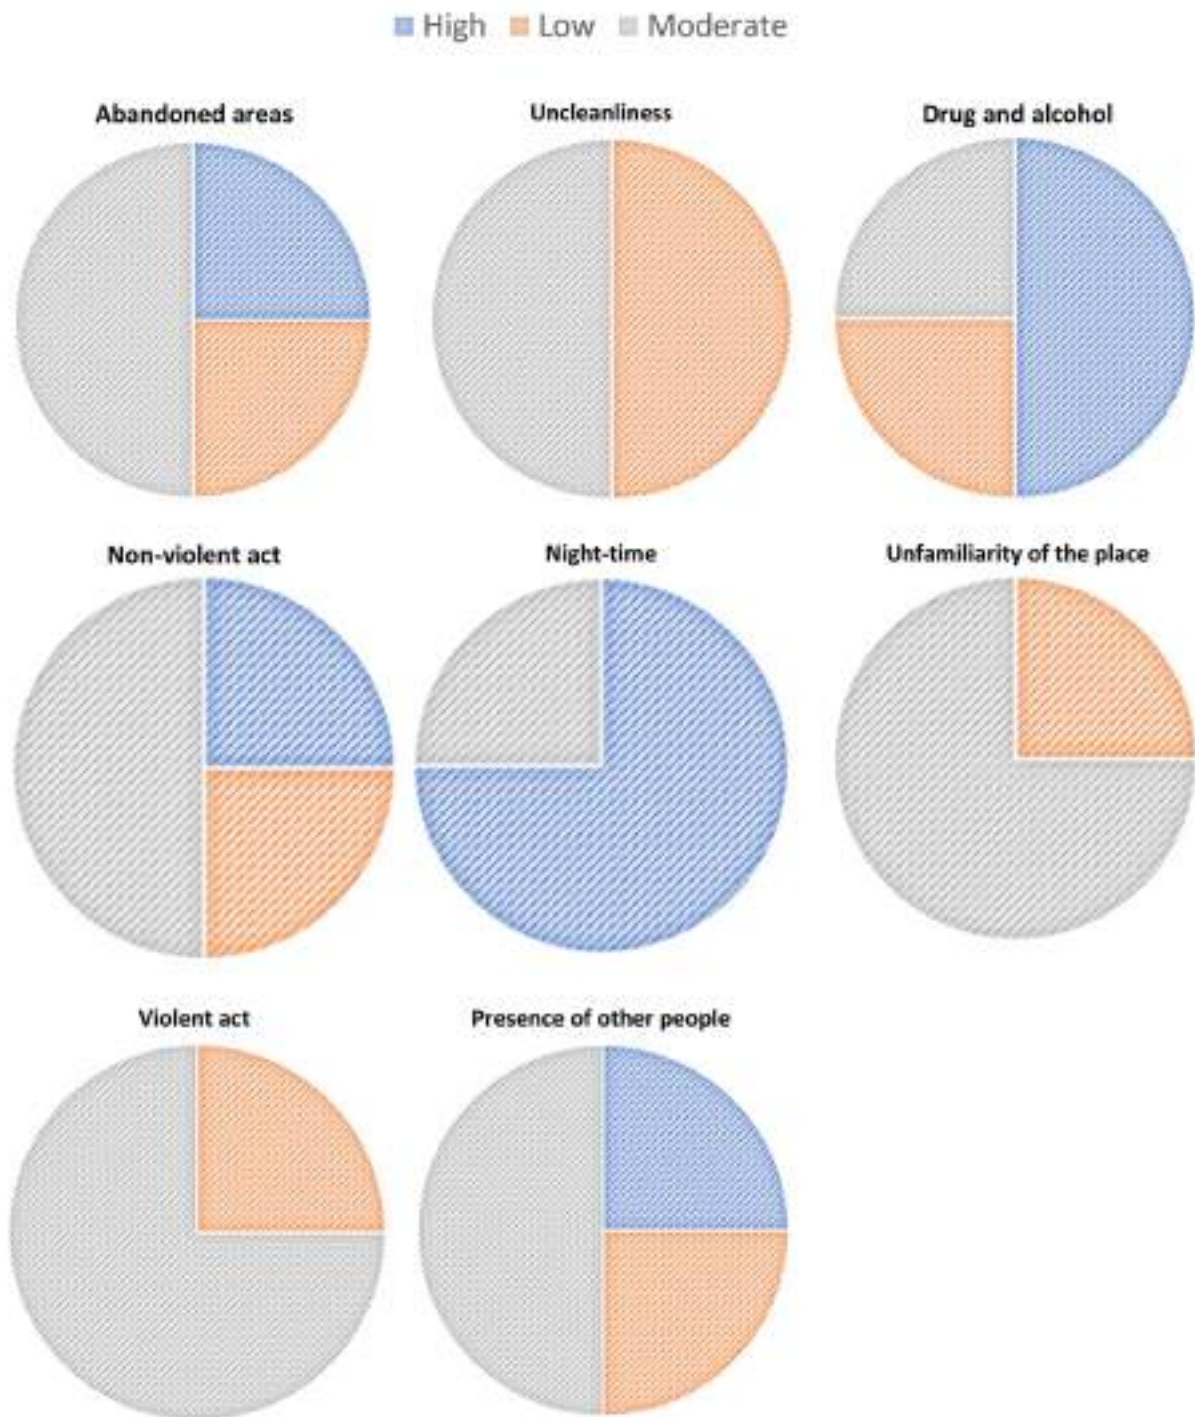 High Low Moderate
Abandoned areas
Uncleanliness
Drug and alcohol
Non-violent act
Night-time
Unfamiliarity of the place
Violent act
Presence of other people